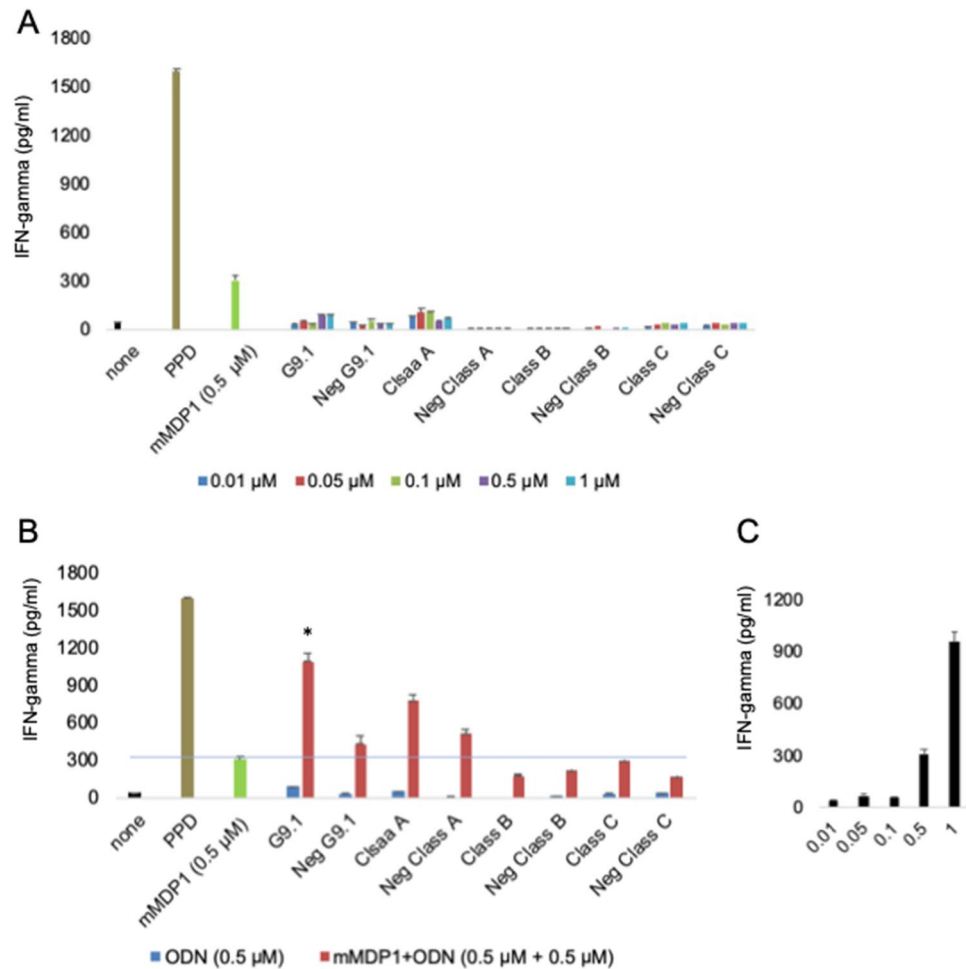 A
IFN-gamma (pg/ml)
1800
1500
1200
900
600
300
0
none
PPD
mMDP1 (0.5 µM)
G9.1
Neg G9.1
Clsaa A
Neg Class A
Class B
Neg Class B
Class C
Neg Class C
0.01 µM 0.05 µM 0.1 µM 0.5 µM 1 µM
B
IFN-gamma (pg/ml)
1800
1500
1200
900
600
300
0
*
none
PPD
mMDP1 (0.5 µM)
G9.1
Neg G9.1
Clsaa A
Neg Class A
Class B
Neg Class B
Class C
Neg Class C
ODN (0.5 µM) mMDP1+ODN (0.5 µM + 0.5 µM)
C
IFN-gamma (pg/ml)
1200
900
600
300
0
0.01
0.05
0.1
0.5
1